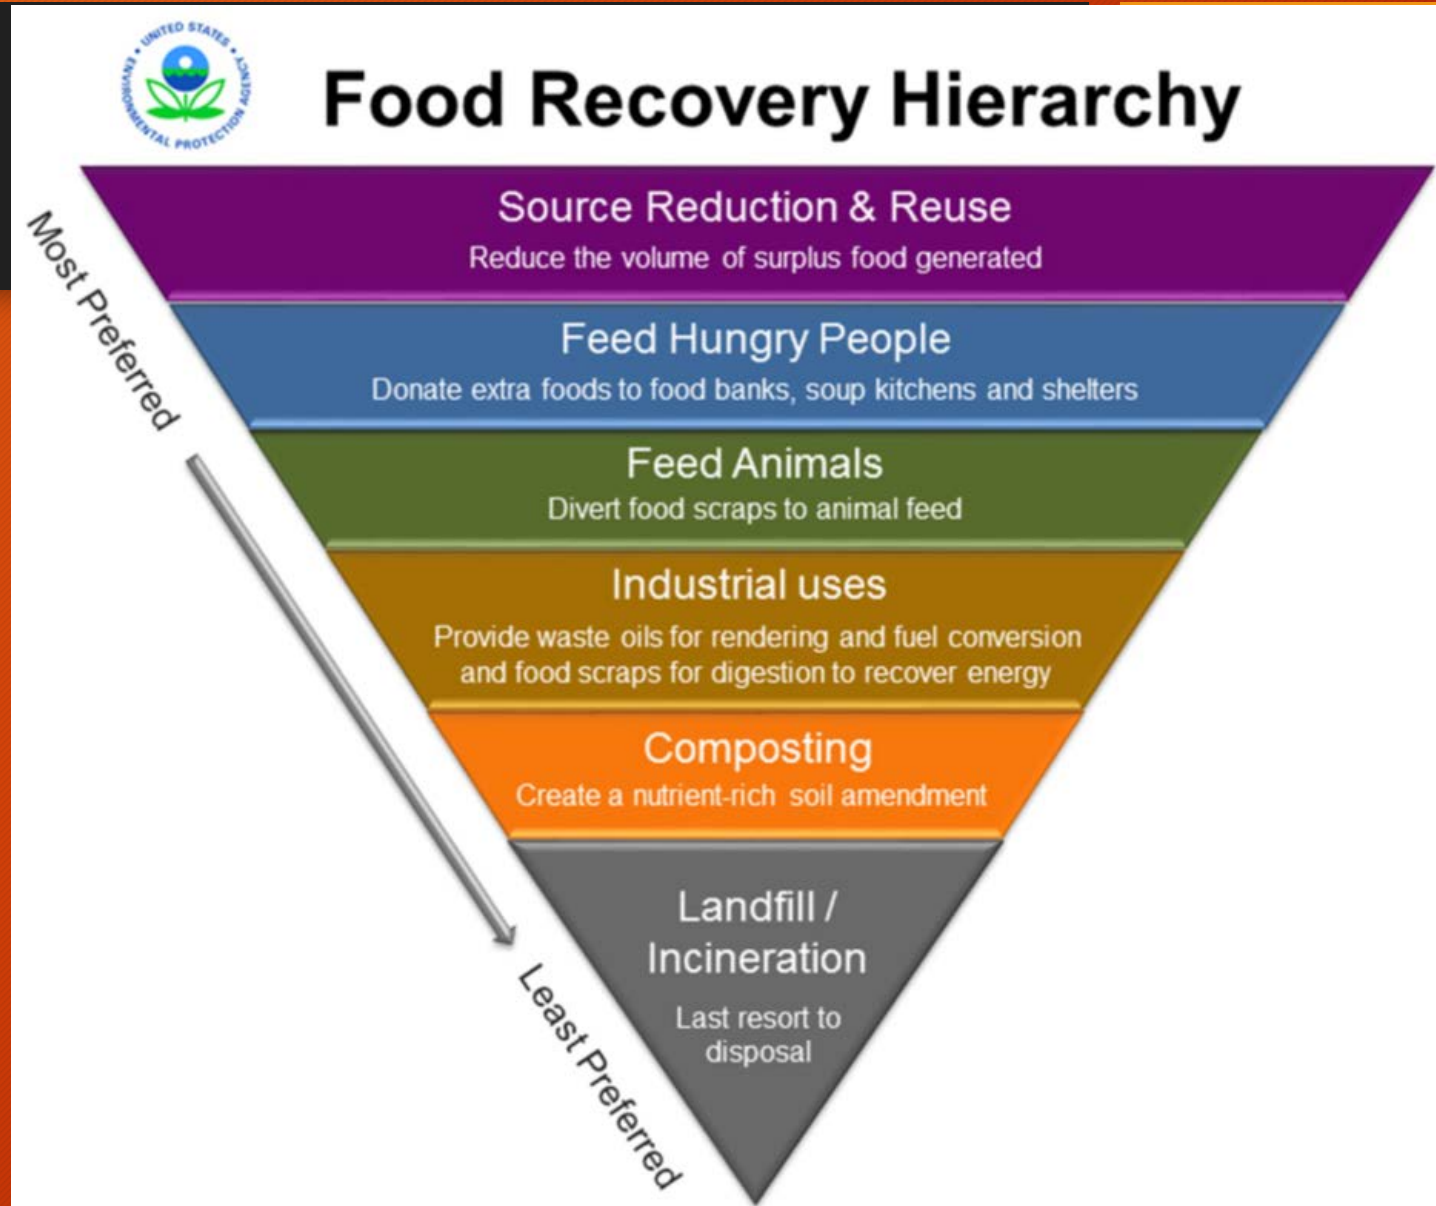 UNITED STATES
ENVIRONMENTAL PROTECTION AGENCY
Food Recovery Hierarchy
Source Reduction & Reuse
Reduce the volume of surplus food generated
Most Preferred
Feed Hungry People
Donate extra foods to food banks, soup kitchens and shelters
Feed Animals
Divert food scraps to animal feed
Industrial uses
Provide waste oils for rendering and fuel conversion
and food scraps for digestion to recover energy
Composting
Create a nutrient-rich soil amendment
Landfill /
Incineration
Last resort to
disposal
Least Preferred